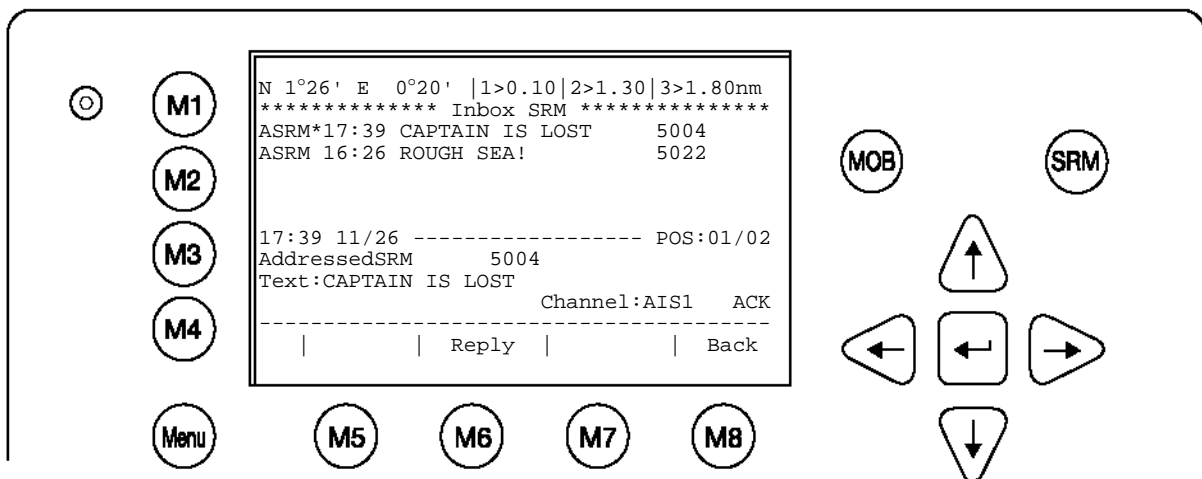 N 1°26' E  0°20' |1>0.10|2>1.30|3>1.80nm
************** Inbox SRM ***************
ASRM*17:39 CAPTAIN IS LOST     5004
ASRM 16:26 ROUGH SEA!          5022
17:39 11/26 ------------------ POS:01/02
AddressedSRM      5004
Text:CAPTAIN IS LOST
Channel:AIS1   ACK
----------------------------------------
|        |  Reply  |         |  Back
M1
M2
M3
M4
Menu
M5
M6
M7
M8
MOB
SRM